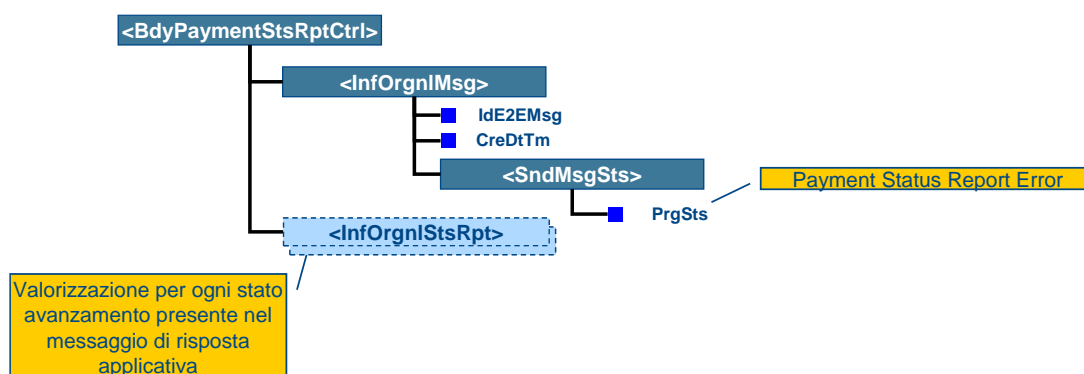 <BdyPaymentStsRptCtrl>
<InfOrgnlMsg>
IdE2EMsg
CreDtTm
<SndMsgSts>
Payment Status Report Error
PrgSts
<InfOrgnlStsRpt>
Valorizzazione per ogni stato
avanzamento presente nel
messaggio di risposta
applicativa